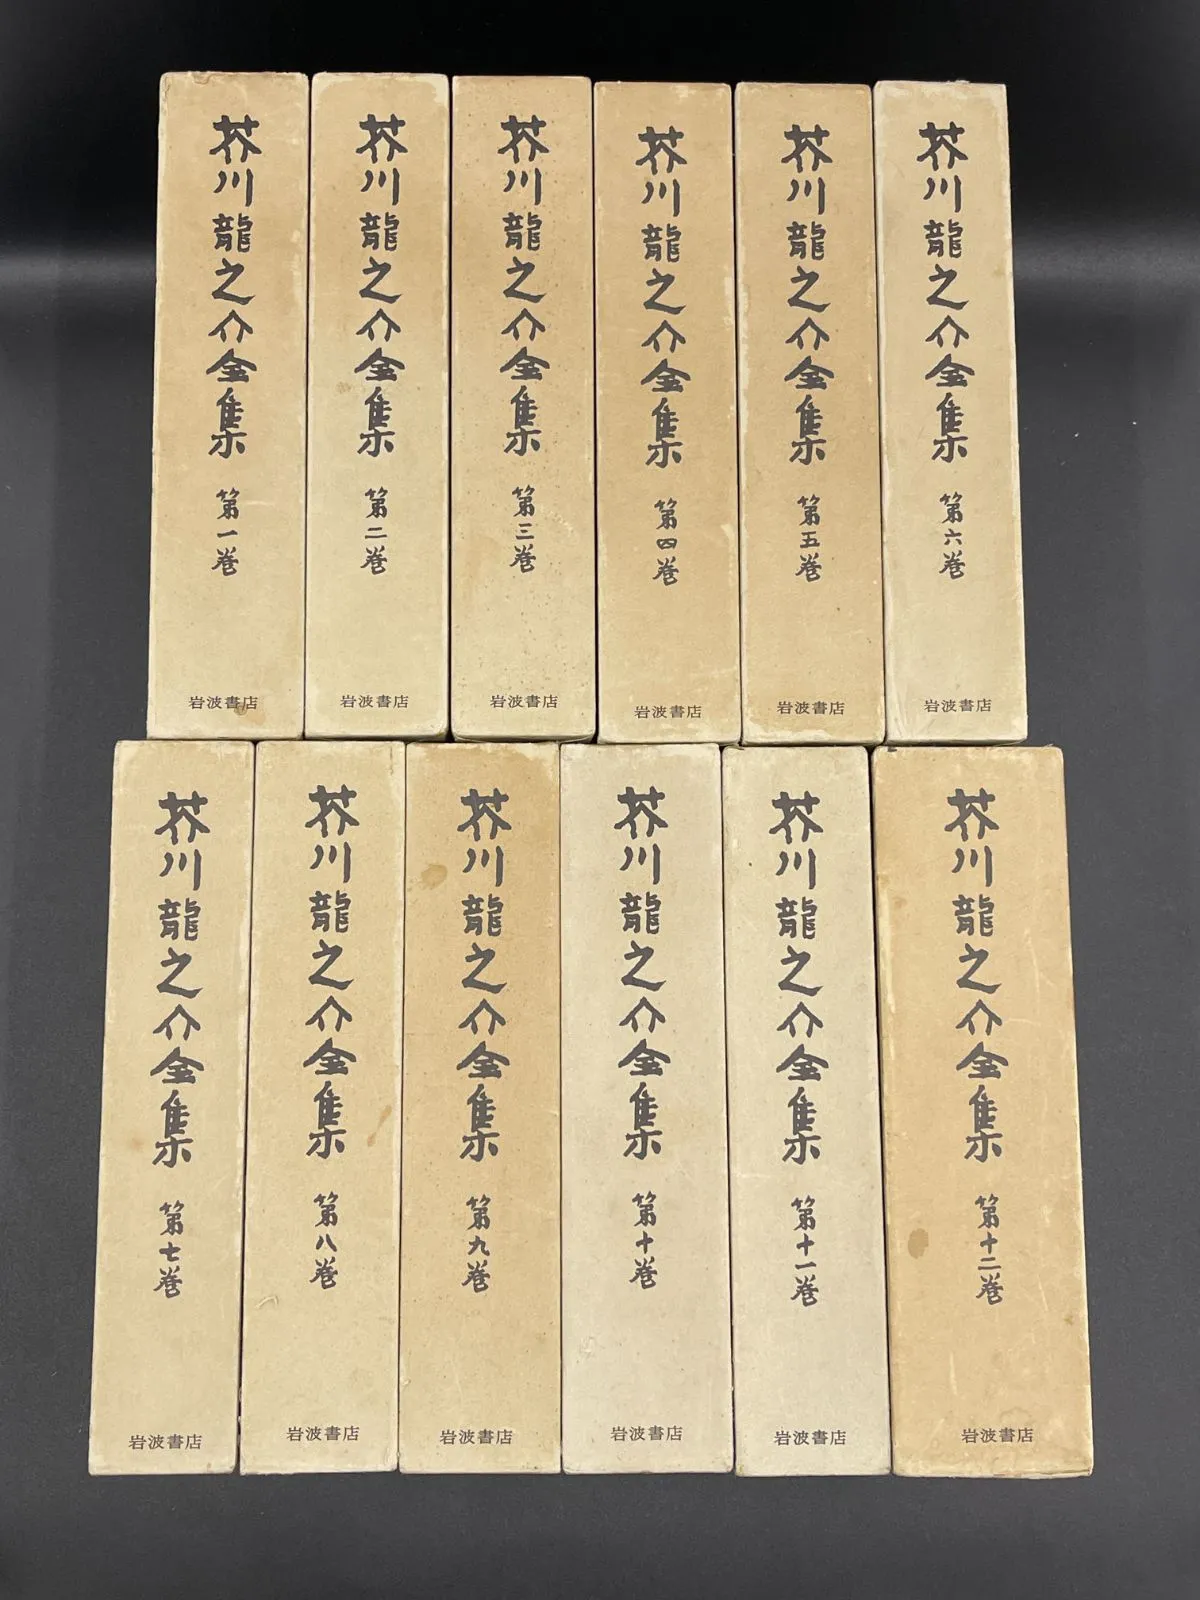 芥川龍之介全集 第一巻
岩波書店
芥川龍之介全集 第二巻
岩波書店
芥川龍之介全集 第三巻
岩波書店
芥川龍之介全集 第四巻
岩波書店
芥川龍之介全集 第五巻
岩波書店
芥川龍之介全集 第六巻
岩波書店
芥川龍之介全集 第七巻
岩波書店
芥川龍之介全集 第八巻
岩波書店
芥川龍之介全集 第九巻
岩波書店
芥川龍之介全集 第十巻
岩波書店
芥川龍之介全集 第十一巻
岩波書店
芥川龍之介全集 第十二巻
岩波書店